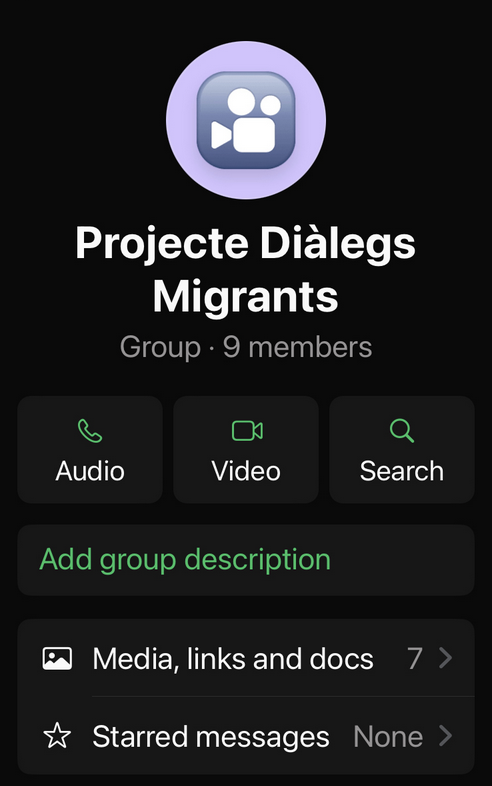 Projecte Diàlegs
Migrants
Group · 9 members
Audio
Video
Search
Add group description
Media, links and docs 7
Starred messages None